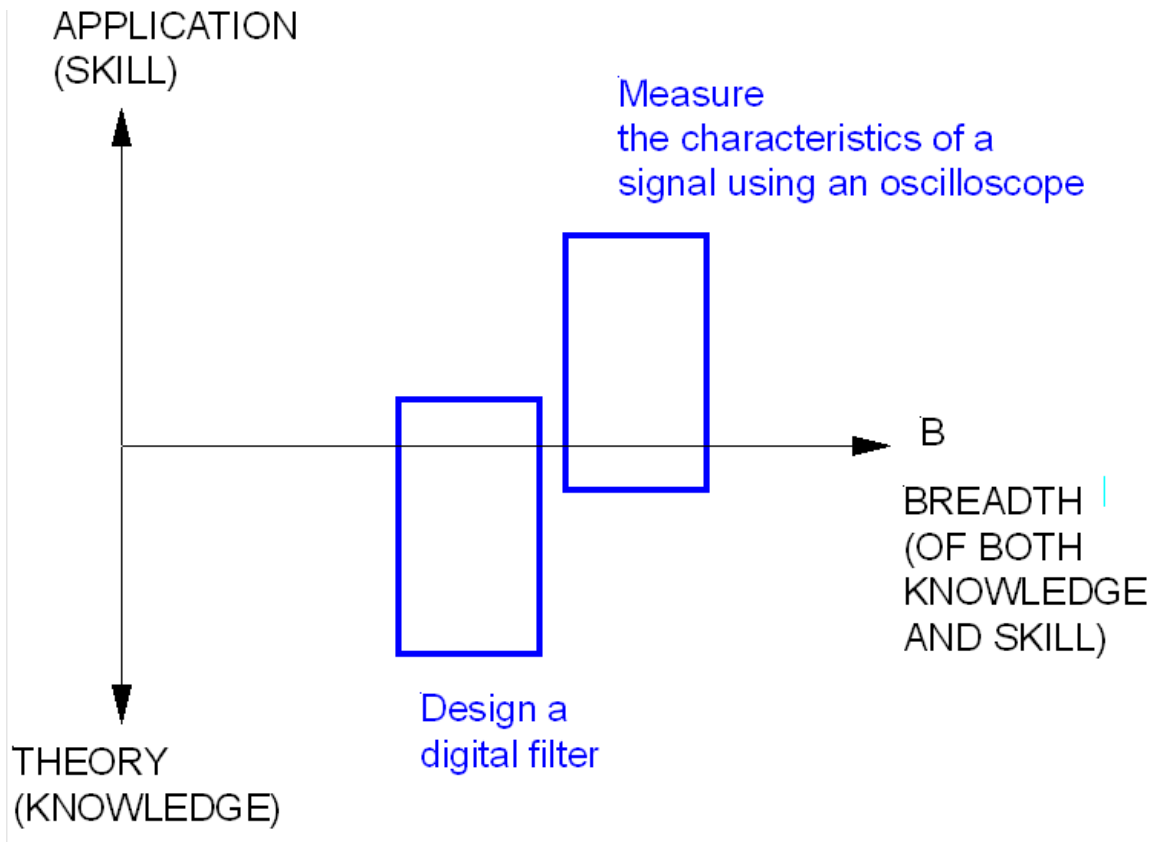 APPLICATION
(SKILL)
Measure
the characteristics of a
signal using an oscilloscope
B
BREADTH
(OF BOTH
KNOWLEDGE
AND SKILL)
Design a
digital filter
THEORY
(KNOWLEDGE)